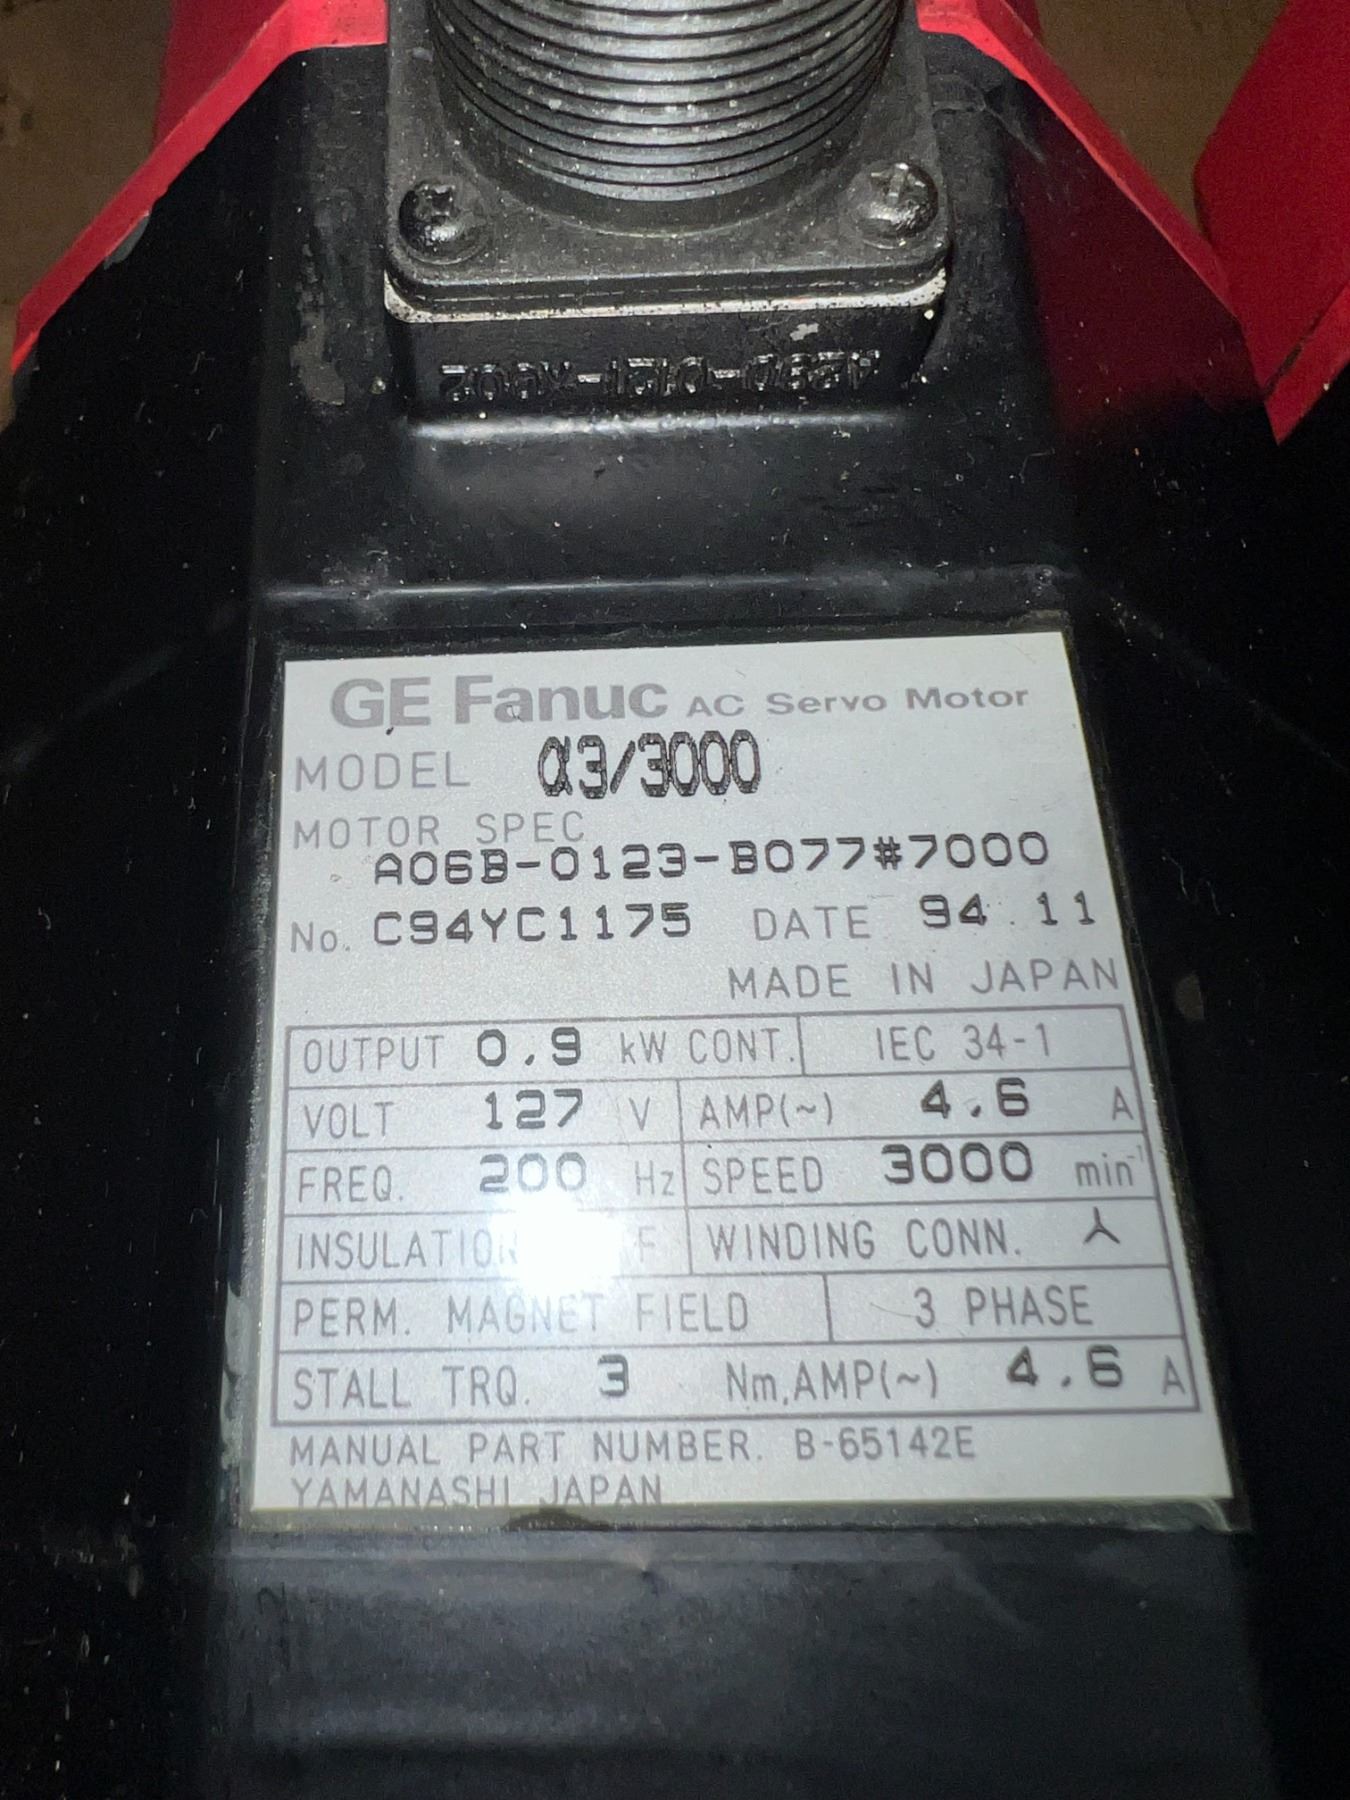 GE Fanuc AC Servo Motor
MODEL α3/3000
MOTOR SPEC
A06B-0123-B077#7000
No. C94YC1175 DATE 94.11
MADE IN JAPAN
OUTPUT 0.9 kW CONT. IEC 34-1
VOLT 127 V AMP(~) 4.6 A
FREQ. 200 Hz SPEED 3000 min⁻¹
INSULATION F WINDING CONN.
PERM. MAGNET FIELD 3 PHASE
STALL TRQ. 3 Nm,AMP(~) 4.6 A
MANUAL PART NUMBER. B-65142E
YAMANASHI JAPAN